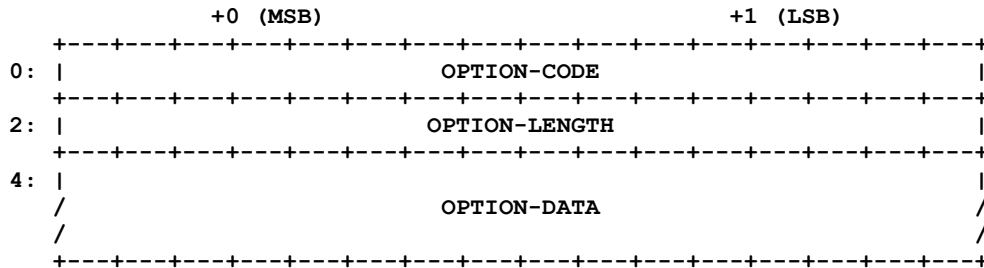 +0 (MSB)                            +1 (LSB)
   +---+---+---+---+---+---+---+---+---+---+---+---+---+---+---+---+
0: |                          OPTION-CODE                          |
   +---+---+---+---+---+---+---+---+---+---+---+---+---+---+---+---+
2: |                         OPTION-LENGTH                         |
   +---+---+---+---+---+---+---+---+---+---+---+---+---+---+---+---+
4: |                                                               |
   /                          OPTION-DATA                          /
   /                                                               /
   +---+---+---+---+---+---+---+---+---+---+---+---+---+---+---+---+